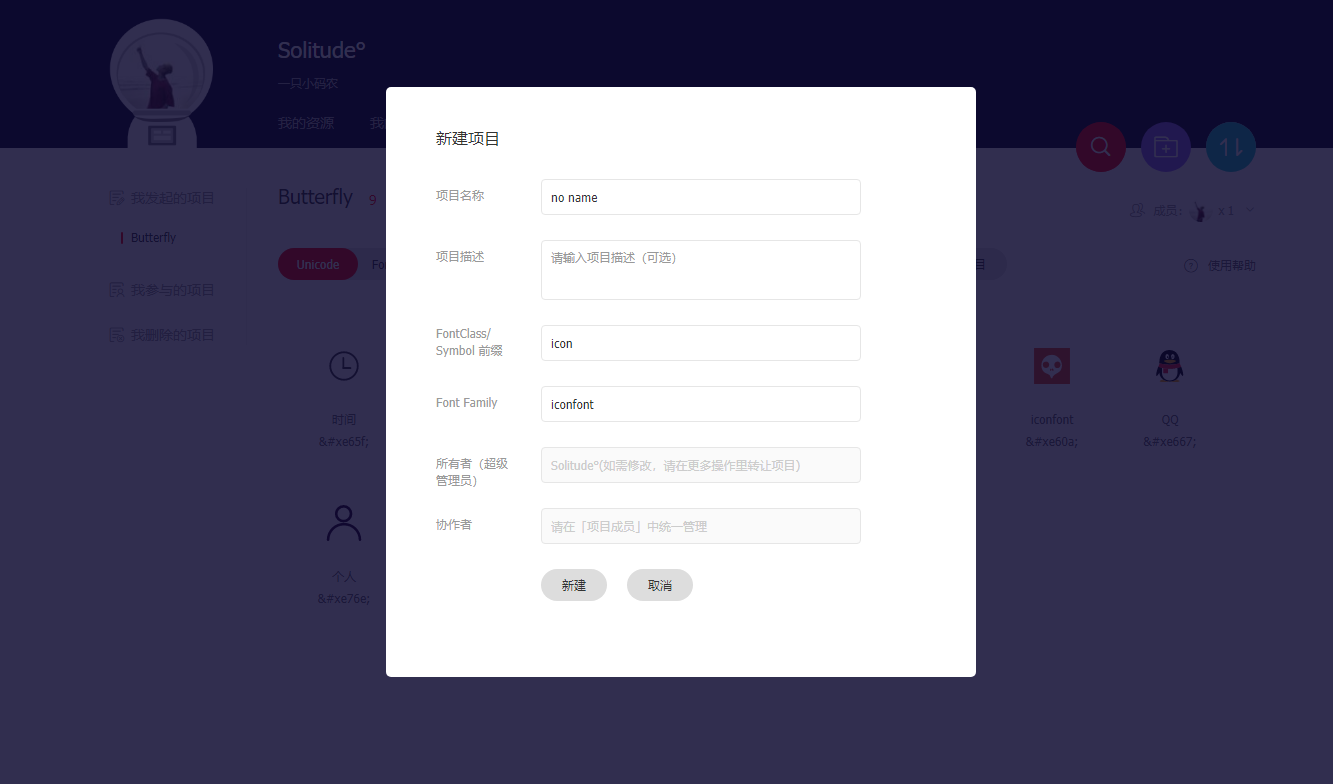 Solitude°
一只小码农
我的资源
新建项目
项目名称
no name
项目描述
请输入项目描述（可选）
FontClass/
Symbol 前缀
icon
Font Family
iconfont
所有者（超级
管理员）
Solitude°(如需修改，请在更多操作里转让项目)
协作者
请在「项目成员」中统一管理
新建
取消
我发起的项目
Butterfly
我参与的项目
我删除的项目
Butterfly 9
成员：
x 1
Unicode
使用帮助
时间
&#xe65f;
iconfont
&#xe60a;
QQ
&#xe667;
个人
&#xe76e;